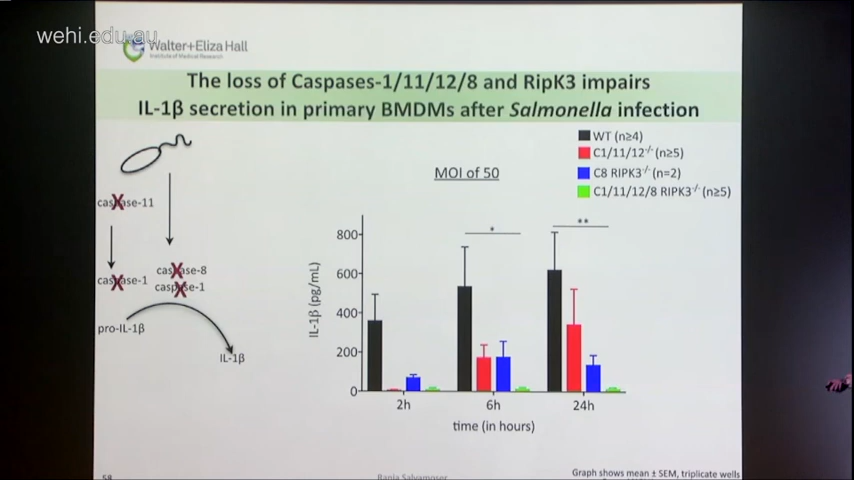 wehi.edu.au
Walter+Eliza Hall
Institute of Medical Research
The loss of Caspases-1/11/12/8 and RipK3 impairs
IL-1β secretion in primary BMDMs after Salmonella infection
WT (n≥4)
C1/11/12-/- (n≥5)
C8 RIPK3-/- (n=2)
C1/11/12/8 RIPK3-/- (n≥5)
MOI of 50
caspase-11
caspase-1
caspase-8
caspase-1
pro-IL-1β
IL-1β
IL-1β (pg/mL)
800
600
400
200
0
*
**
2h
6h
24h
time (in hours)
58
Graph shows mean ± SEM, triplicate wells